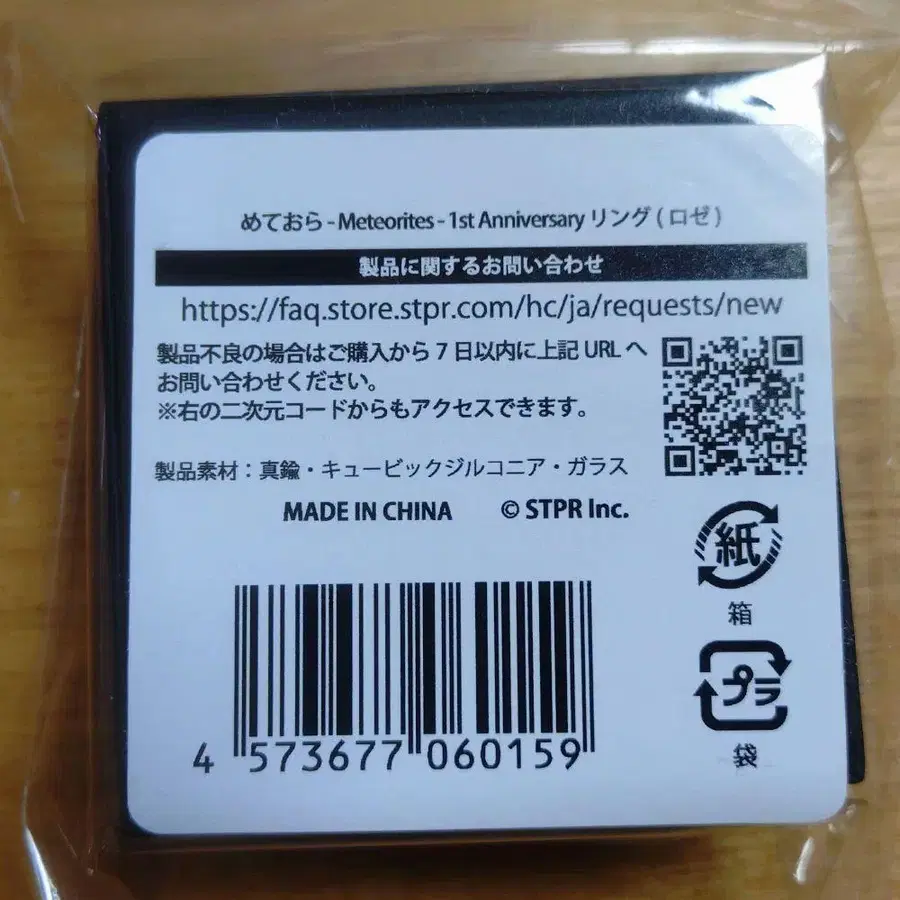 めておら - Meteorites - 1st Anniversary リング ( ロゼ )
製品に関するお問い合わせ
https://faq.store.stpr.com/hc/ja/requests/new
製品不良の場合はご購入から 7 日以内に上記 URL へ
お問い合わせください。
※右の二次元コードからもアクセスできます。
製品素材：真鍮・キュービックジルコニア・ガラス
MADE IN CHINA © STPR Inc.
紙
箱
プラ
袋
4 573677 060159